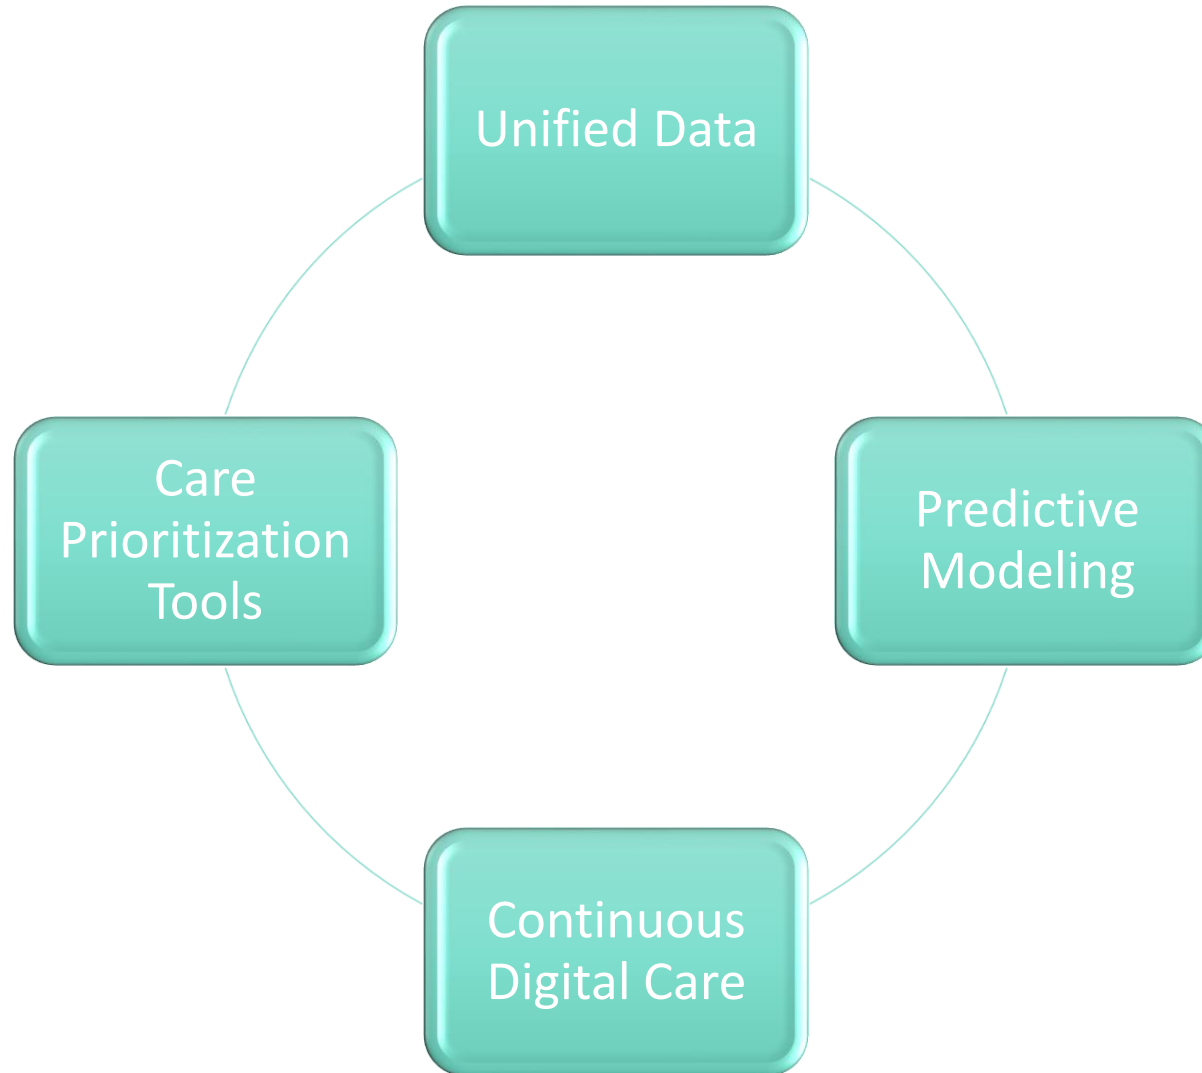 Unified Data
Care
Prioritization
Tools
Predictive
Modeling
Continuous
Digital Care